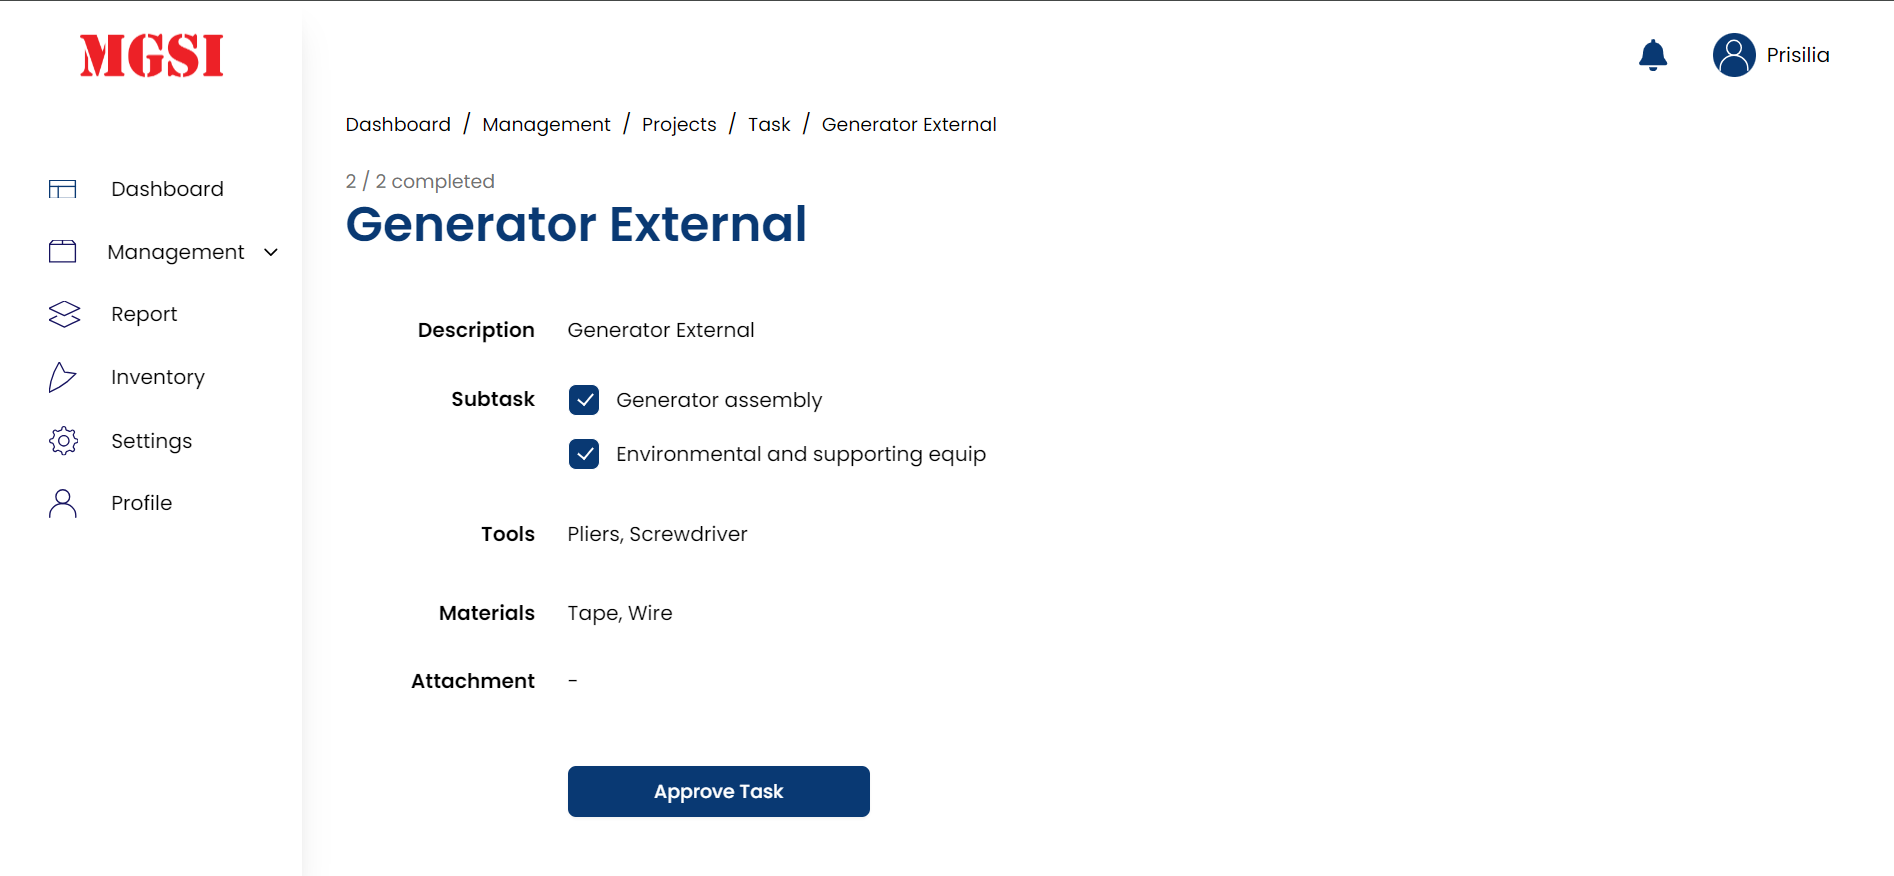 MGSI
Prisilia
Dashboard / Management / Projects / Task / Generator External
Dashboard
Management
Report
Inventory
Settings
Profile
2 / 2 completed
Generator External
Description Generator External
Subtask Generator assembly
Environmental and supporting equip
Tools Pliers, Screwdriver
Materials Tape, Wire
Attachment -
Approve Task